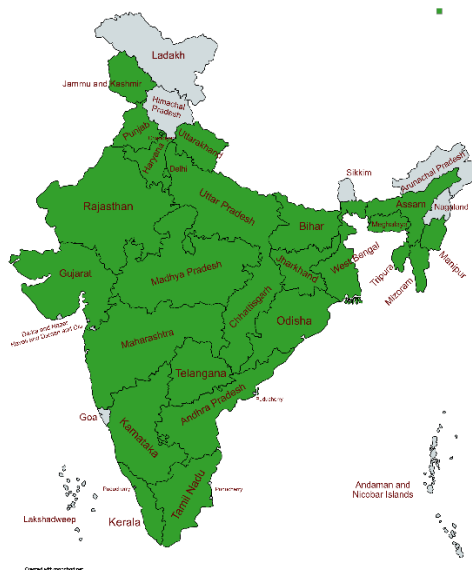 Ladakh
Jammu and Kashmir
Himachal
Pradesh
Punjab
Uttarakhand
Haryana
Delhi
Arunachal Pradesh
Sikkim
Assam
Nagaland
Rajasthan
Uttar Pradesh
Bihar
Meghalaya
Manipur
Jharkhand
West Bengal
Tripura
Mizoram
Gujarat
Madhya Pradesh
Chhattisgarh
Odisha
Maharashtra
Telangana
Andhra Pradesh
Puducherry
Goa
Karnataka
Puducherry
Puducherry
Andaman and
Nicobar Islands
Lakshadweep
Kerala
Tamil Nadu